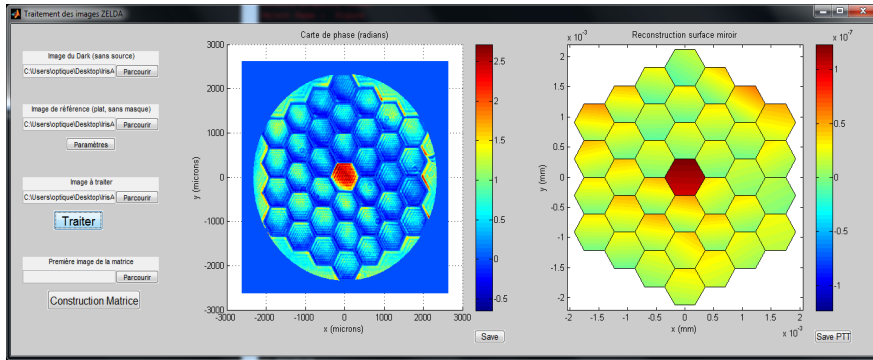 Traitement des images ZELDA
Image du Dark (sans source)
C:\Users\optique\Desktop\IrisA
Parcourir
Image de référence (plat, sans masque)
C:\Users\optique\Desktop\IrisA
Parcourir
Paramètres
Image à traiter
C:\Users\optique\Desktop\IrisA
Parcourir
Traiter
Première image de la matrice
Parcourir
Construction Matrice
Carte de phase (radians)
3000
2000
1000
0
-1000
-2000
-3000
y (microns)
-3000 -2000 -1000 0 1000 2000 3000
x (microns)
2.5
2
1.5
1
0.5
0
-0.5
Save
Reconstruction surface miroir
x 10^-3
2
1.5
1
0.5
0
-0.5
-1
-1.5
-2
y (mm)
-2 -1.5 -1 -0.5 0 0.5 1 1.5 2
x (mm)
x 10^-3
x 10^-7
1
0.5
0
-0.5
-1
Save PTT